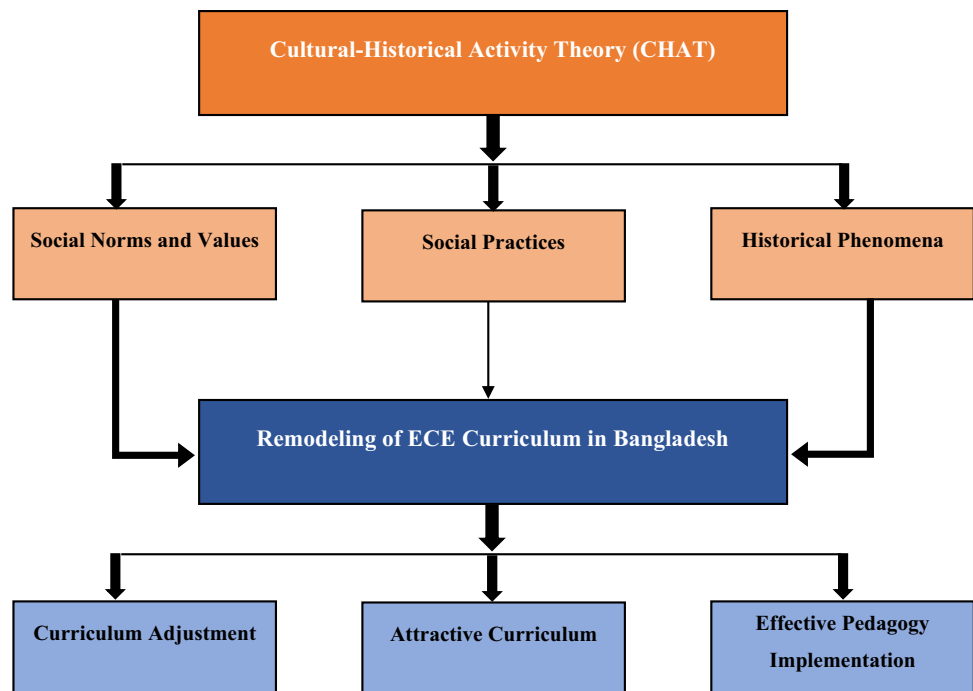 Cultural-Historical Activity Theory (CHAT)
Social Norms and Values
Social Practices
Historical Phenomena
Remodeling of ECE Curriculum in Bangladesh
Curriculum Adjustment
Attractive Curriculum
Effective Pedagogy
Implementation